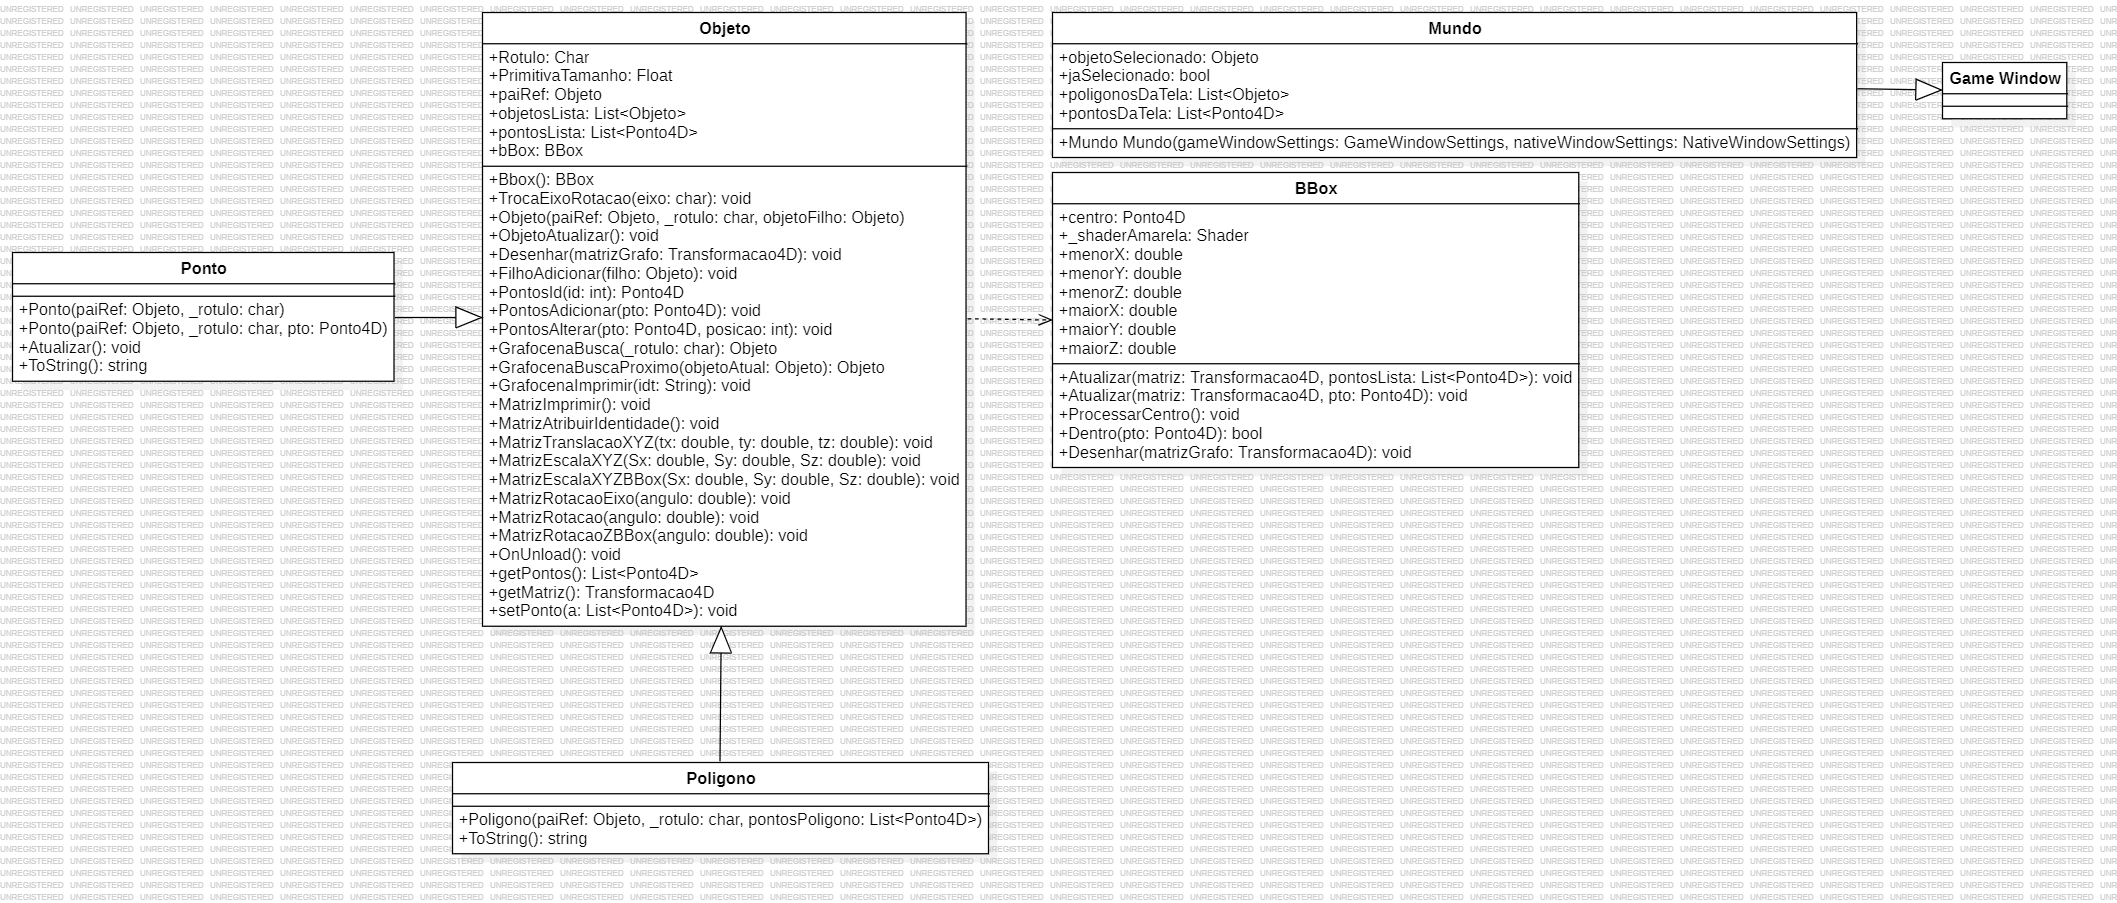 Objeto
+Rotulo: Char
+PrimitivaTamanho: Float
+paiRef: Objeto
+objetosLista: List<Objeto>
+pontosLista: List<Ponto4D>
+bBox: BBox
+Bbox(): BBox
+TrocaEixoRotacao(eixo: char): void
+Objeto(paiRef: Objeto, _rotulo: char, objetoFilho: Objeto)
+ObjetoAtualizar(): void
+Desenhar(matrizGrafo: Transformacao4D): void
+FilhoAdicionar(filho: Objeto): void
+PontosId(id: int): Ponto4D
+PontosAdicionar(pto: Ponto4D): void
+PontosAlterar(pto: Ponto4D, posicao: int): void
+GrafocenaBusca(_rotulo: char): Objeto
+GrafocenaBuscaProximo(objetoAtual: Objeto): Objeto
+GrafocenaImprimir(idt: String): void
+MatrizImprimir(): void
+MatrizAtribuirIdentidade(): void
+MatrizTranslacaoXYZ(tx: double, ty: double, tz: double): void
+MatrizEscalaXYZ(Sx: double, Sy: double, Sz: double): void
+MatrizEscalaXYZBBox(Sx: double, Sy: double, Sz: double): void
+MatrizRotacaoEixo(angulo: double): void
+MatrizRotacao(angulo: double): void
+MatrizRotacaoZBBox(angulo: double): void
+OnUnload(): void
+getPontos(): List<Ponto4D>
+getMatriz(): Transformacao4D
+setPonto(a: List<Ponto4D>): void
Mundo
+objetoSelecionado: Objeto
+jaSelecionado: bool
+poligonosDaTela: List<Objeto>
+pontosDaTela: List<Ponto4D>
+Mundo Mundo(gameWindowSettings: GameWindowSettings, nativeWindowSettings: NativeWindowSettings)
Game Window
BBox
+centro: Ponto4D
+_shaderAmarela: Shader
+menorX: double
+menorY: double
+menorZ: double
+maiorX: double
+maiorY: double
+maiorZ: double
+Atualizar(matriz: Transformacao4D, pontosLista: List<Ponto4D>): void
+Atualizar(matriz: Transformacao4D, pto: Ponto4D): void
+ProcessarCentro(): void
+Dentro(pto: Ponto4D): bool
+Desenhar(matrizGrafo: Transformacao4D): void
Ponto
+Ponto(paiRef: Objeto, _rotulo: char)
+Ponto(paiRef: Objeto, _rotulo: char, pto: Ponto4D)
+Atualizar(): void
+ToString(): string
Poligono
+Poligono(paiRef: Objeto, _rotulo: char, pontosPoligono: List<Ponto4D>)
+ToString(): string
UNREGISTERED